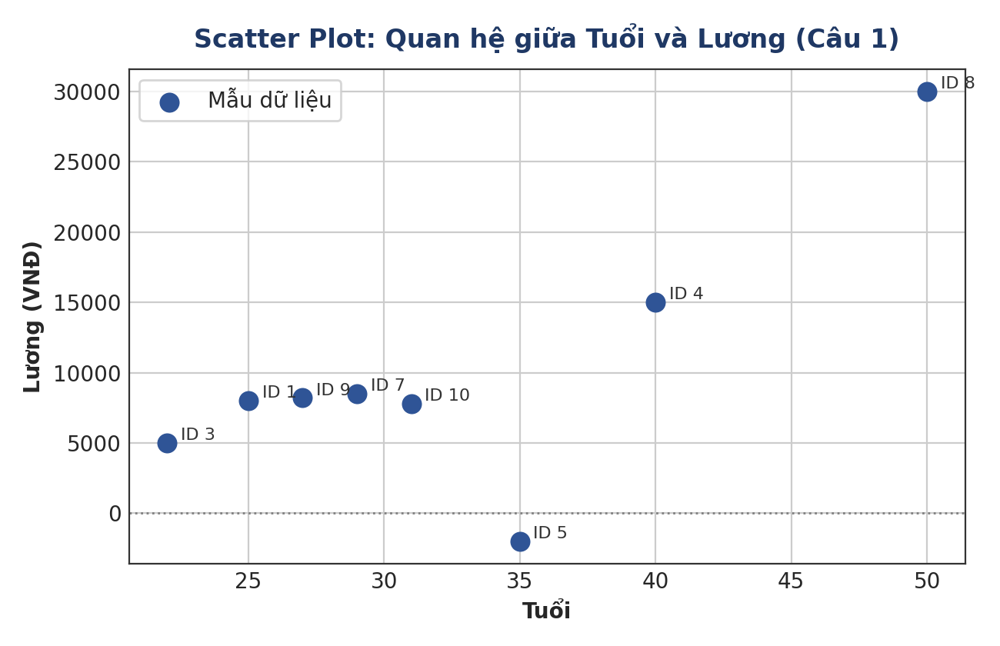 Scatter Plot: Quan hệ giữa Tuổi và Lương (Câu 1)
Mẫu dữ liệu
Lương (VNĐ)
30000
25000
20000
15000
10000
5000
0
ID 8
ID 4
ID 1
ID 9
ID 7
ID 10
ID 3
ID 5
25 30 35 40 45 50
Tuổi